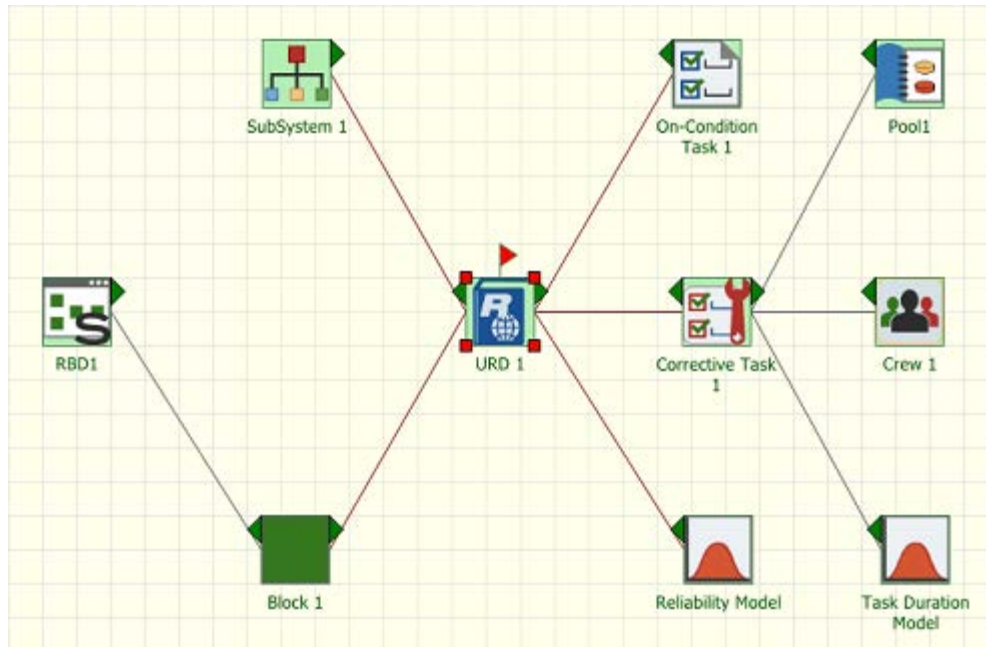 SubSystem 1
On-Condition
Task 1
Pool1
RBD1
S
R
URD 1
Corrective Task
1
Crew 1
Block 1
Reliability Model
Task Duration
Model